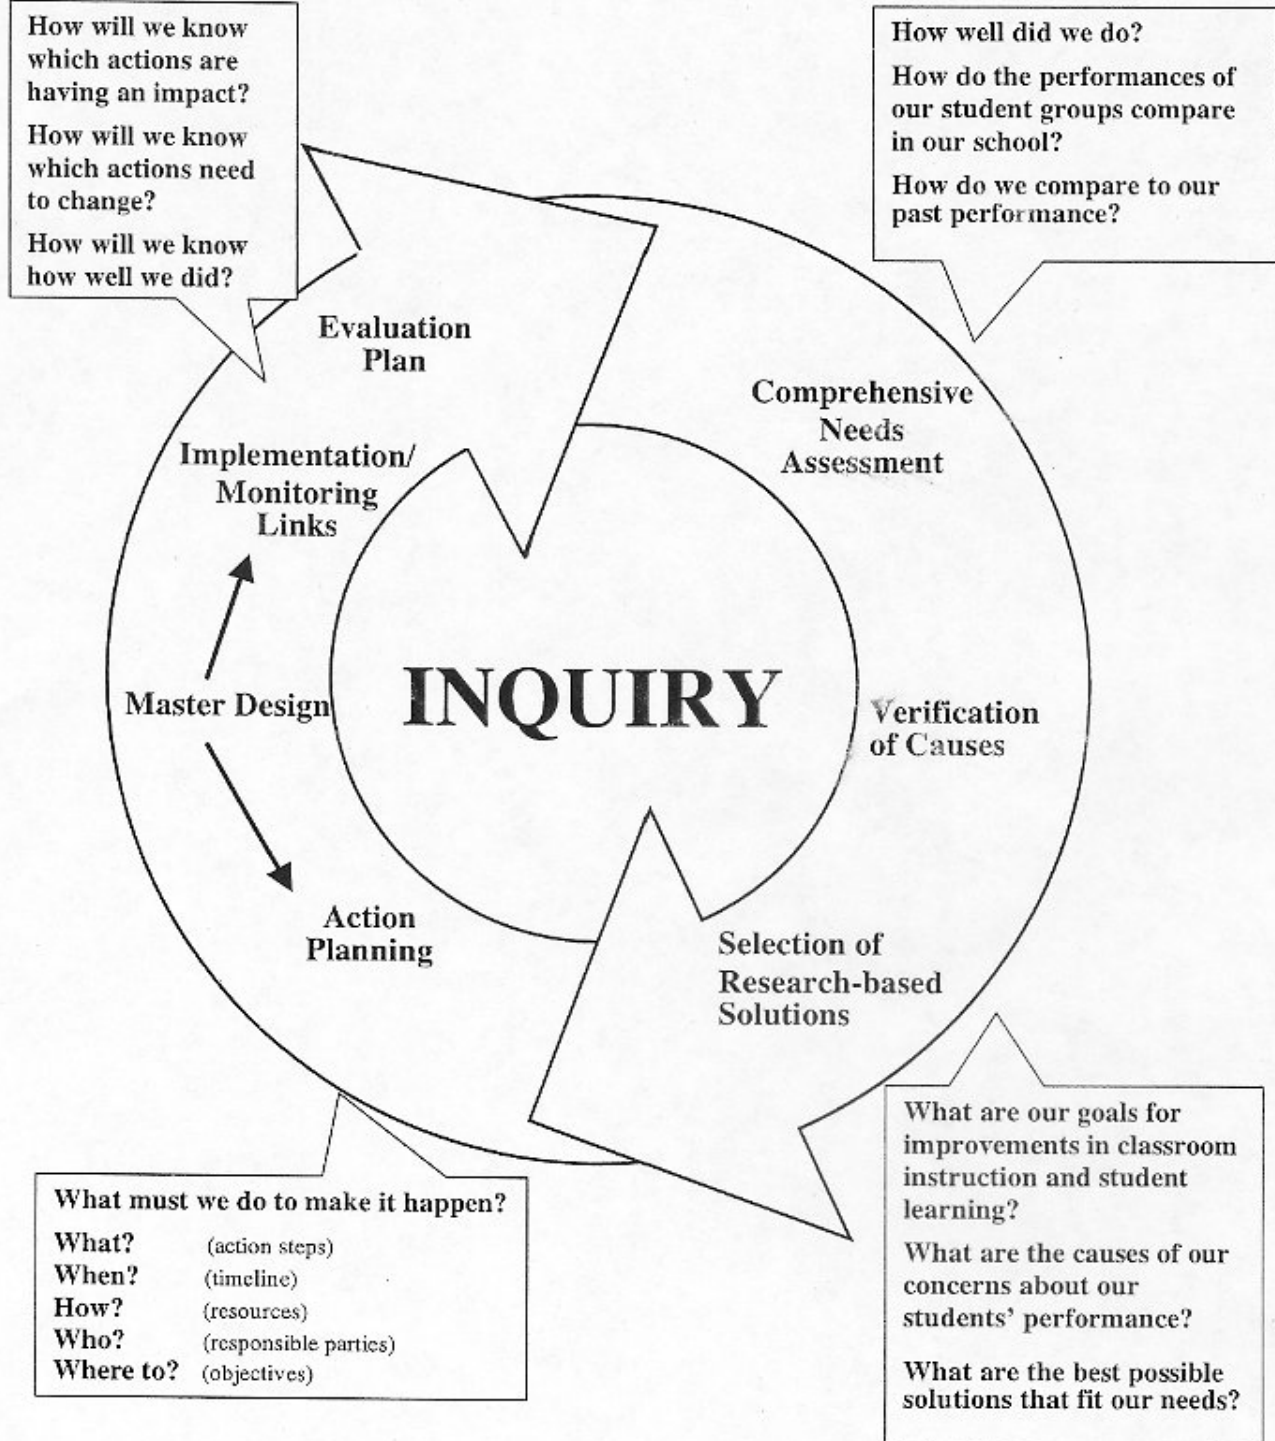 How will we know
which actions are
having an impact?
How will we know
which actions need
to change?
How will we know
how well we did?
How well did we do?
How do the performances of
our student groups compare
in our school?
How do we compare to our
past performance?
Evaluation
Plan
Comprehensive
Needs
Assessment
Implementation/
Monitoring
Links
Master Design
INQUIRY
Verification
of Causes
Action
Planning
Selection of
Research-based
Solutions
What must we do to make it happen?
What? (action steps)
When? (timeline)
How? (resources)
Who? (responsible parties)
Where to? (objectives)
What are our goals for
improvements in classroom
instruction and student
learning?
What are the causes of our
concerns about our
students’ performance?
What are the best possible
solutions that fit our needs?